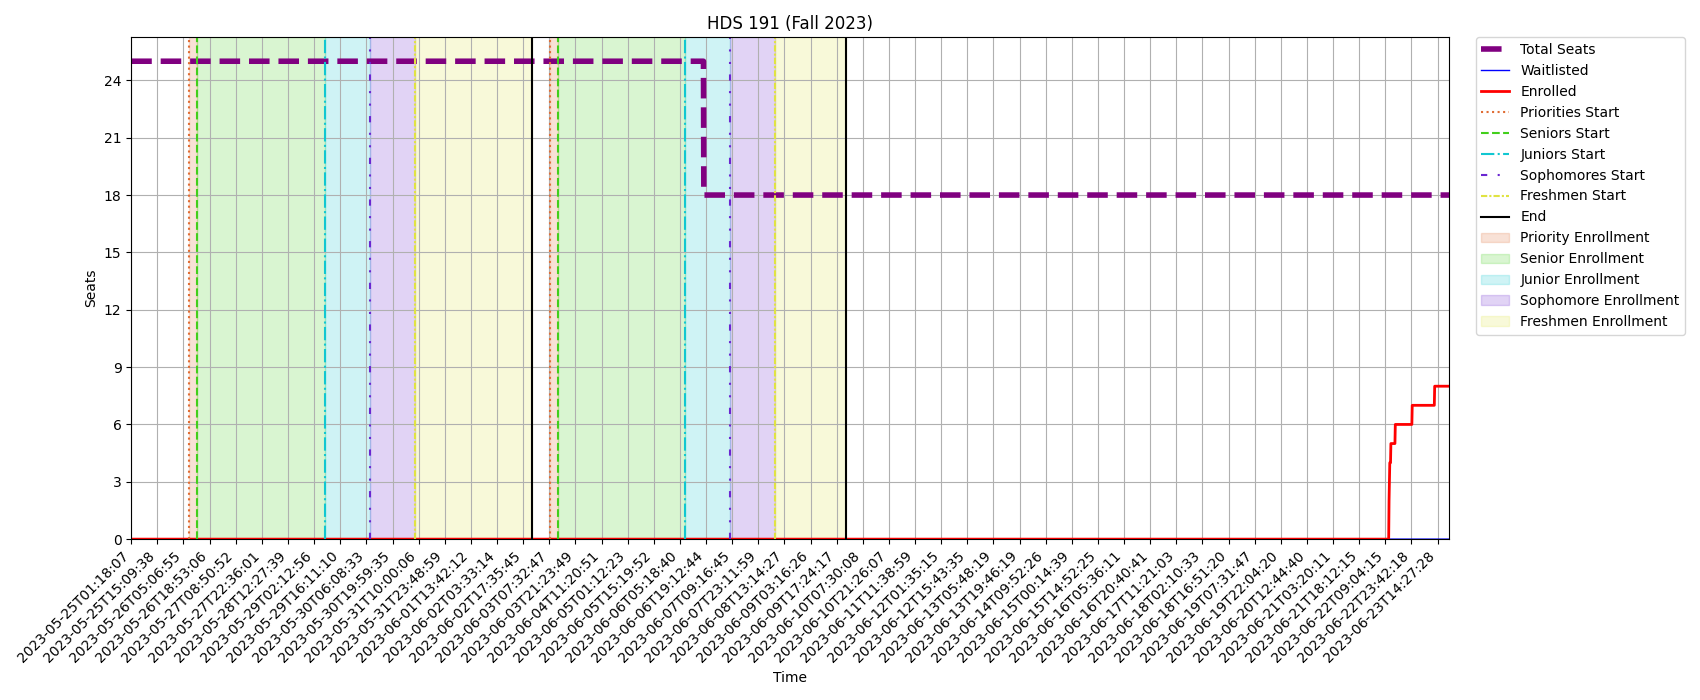 HDS 191 (Fall 2023)
Seats
24
21
18
15
12
9
6
3
0
2023-05-25T01:18:07
2023-05-25T15:09:38
2023-05-26T05:06:55
2023-05-26T18:53:06
2023-05-27T08:50:52
2023-05-27T22:36:01
2023-05-28T12:27:39
2023-05-29T02:12:56
2023-05-29T16:11:10
2023-05-30T06:08:33
2023-05-30T19:59:35
2023-05-31T10:00:06
2023-05-31T23:48:59
2023-06-01T13:42:12
2023-06-02T03:33:14
2023-06-02T17:35:45
2023-06-03T07:32:47
2023-06-03T21:23:49
2023-06-04T11:20:51
2023-06-05T01:12:23
2023-06-05T15:19:52
2023-06-06T05:18:40
2023-06-06T19:12:44
2023-06-07T09:16:45
2023-06-07T23:11:59
2023-06-08T13:14:27
2023-06-09T03:16:26
2023-06-09T17:24:17
2023-06-10T07:30:08
2023-06-10T21:26:07
2023-06-11T11:38:59
2023-06-12T01:35:15
2023-06-12T15:43:35
2023-06-13T05:48:19
2023-06-13T19:46:19
2023-06-14T09:52:26
2023-06-15T00:14:39
2023-06-15T14:52:25
2023-06-16T05:36:11
2023-06-16T20:40:41
2023-06-17T11:21:03
2023-06-18T02:10:33
2023-06-18T16:51:20
2023-06-19T07:31:47
2023-06-19T22:04:20
2023-06-20T12:44:40
2023-06-21T03:20:11
2023-06-21T18:12:15
2023-06-22T09:04:15
2023-06-22T23:42:18
2023-06-23T14:27:28
Time
Total Seats
Waitlisted
Enrolled
Priorities Start
Seniors Start
Juniors Start
Sophomores Start
Freshmen Start
End
Priority Enrollment
Senior Enrollment
Junior Enrollment
Sophomore Enrollment
Freshmen Enrollment